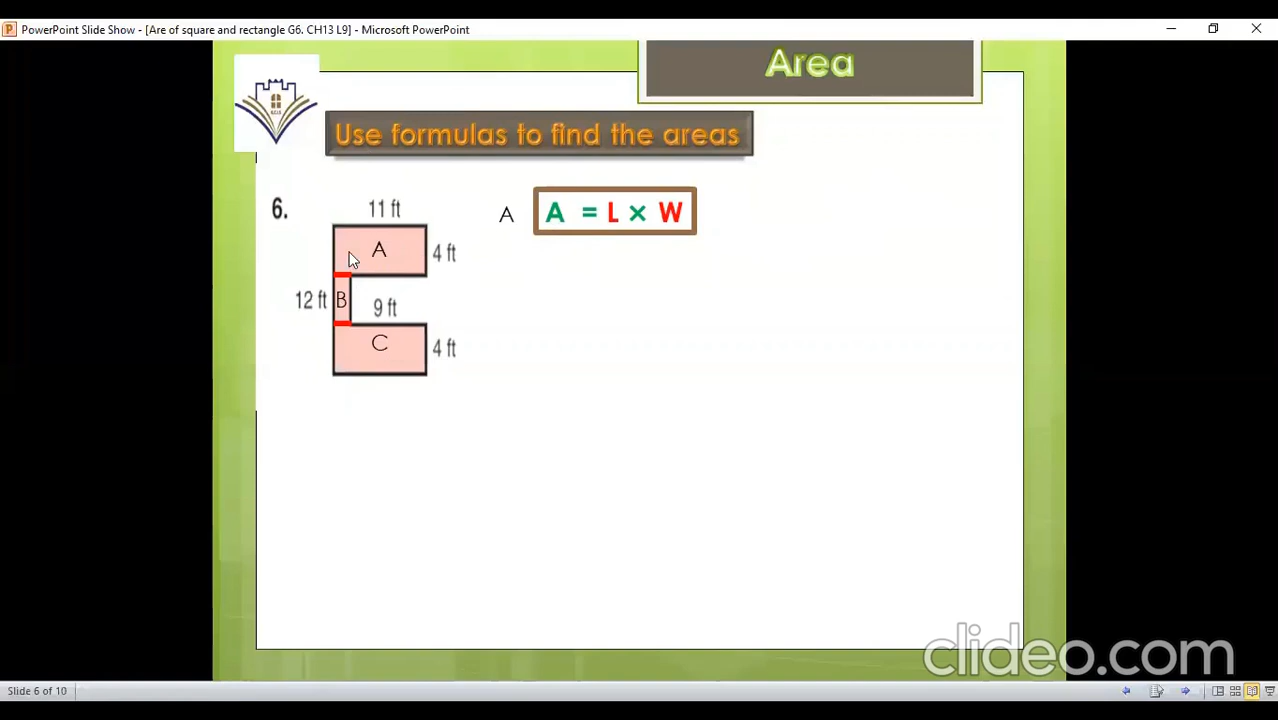 PowerPoint Slide Show - [Are of square and rectangle G6. CH13 L9] - Microsoft PowerPoint
Area
Use formulas to find the areas
6.
11 ft
A
A = L × W
A
4 ft
12 ft
B
9 ft
C
4 ft
clideo.com
Slide 6 of 10